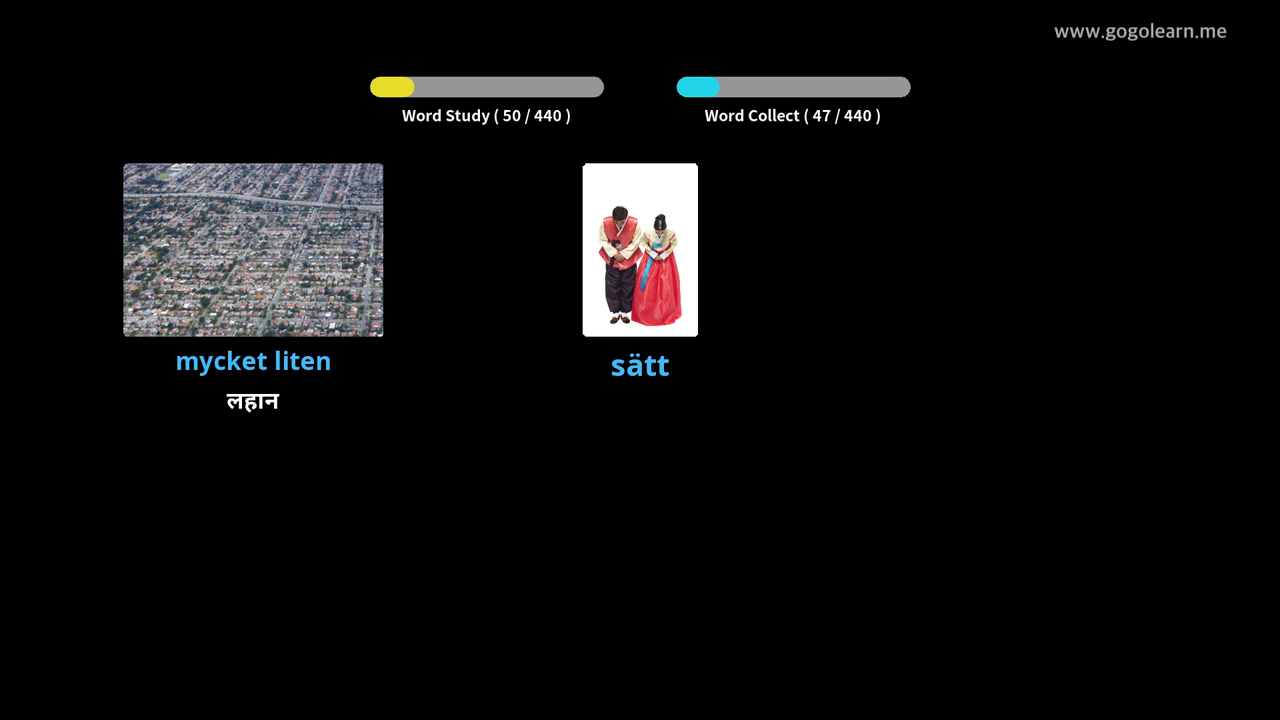 www.gogolearn.me
Word Study ( 50 / 440 )
Word Collect ( 47 / 440 )
mycket liten
लहान
sätt